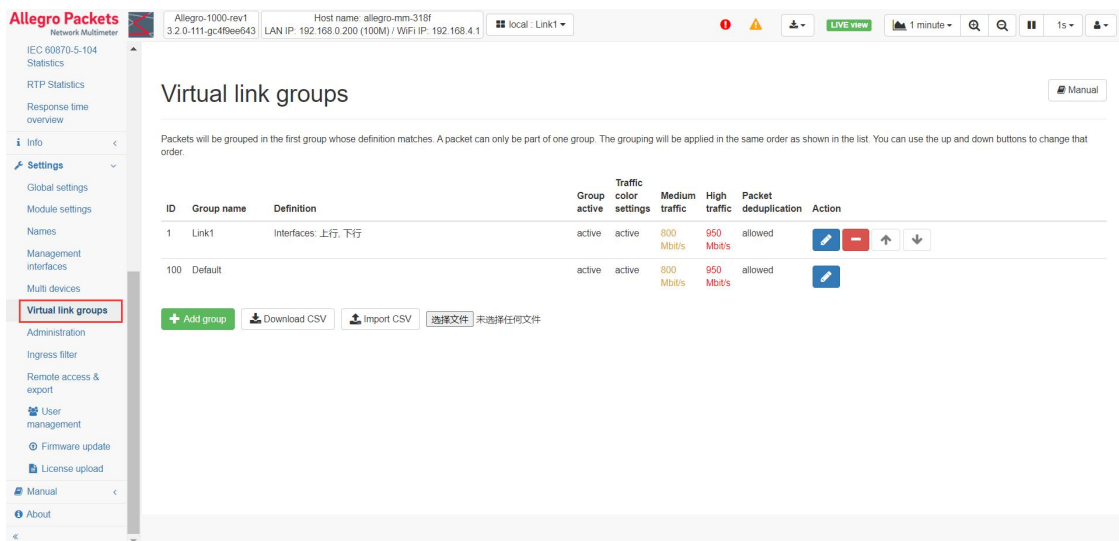 Allegro Packets
Network Multimeter
Allegro-1000-rev1
3.2.0-111-gc4f9ee643
Host name: allegro-mm-318f
LAN IP: 192.168.0.200 (100M) / WiFi IP: 192.168.4.1
local : Link1
LIVE view
1 minute
1s
IEC 60870-5-104
Statistics
RTP Statistics
Response time
overview
Info
Settings
Global settings
Module settings
Names
Management
interfaces
Multi devices
Virtual link groups
Administration
Ingress filter
Remote access &
export
User
management
Firmware update
License upload
Manual
About
Virtual link groups
Manual
Packets will be grouped in the first group whose definition matches. A packet can only be part of one group. The grouping will be applied in the same order as shown in the list. You can use the up and down buttons to change that
order.
ID Group name Definition Group active Traffic color settings Medium traffic High traffic Packet deduplication Action
1 Link1 Interfaces: 上行, 下行 active active 800 Mbit/s 950 Mbit/s allowed
100 Default active active 800 Mbit/s 950 Mbit/s allowed
Add group Download CSV Import CSV 选择文件 未选择任何文件